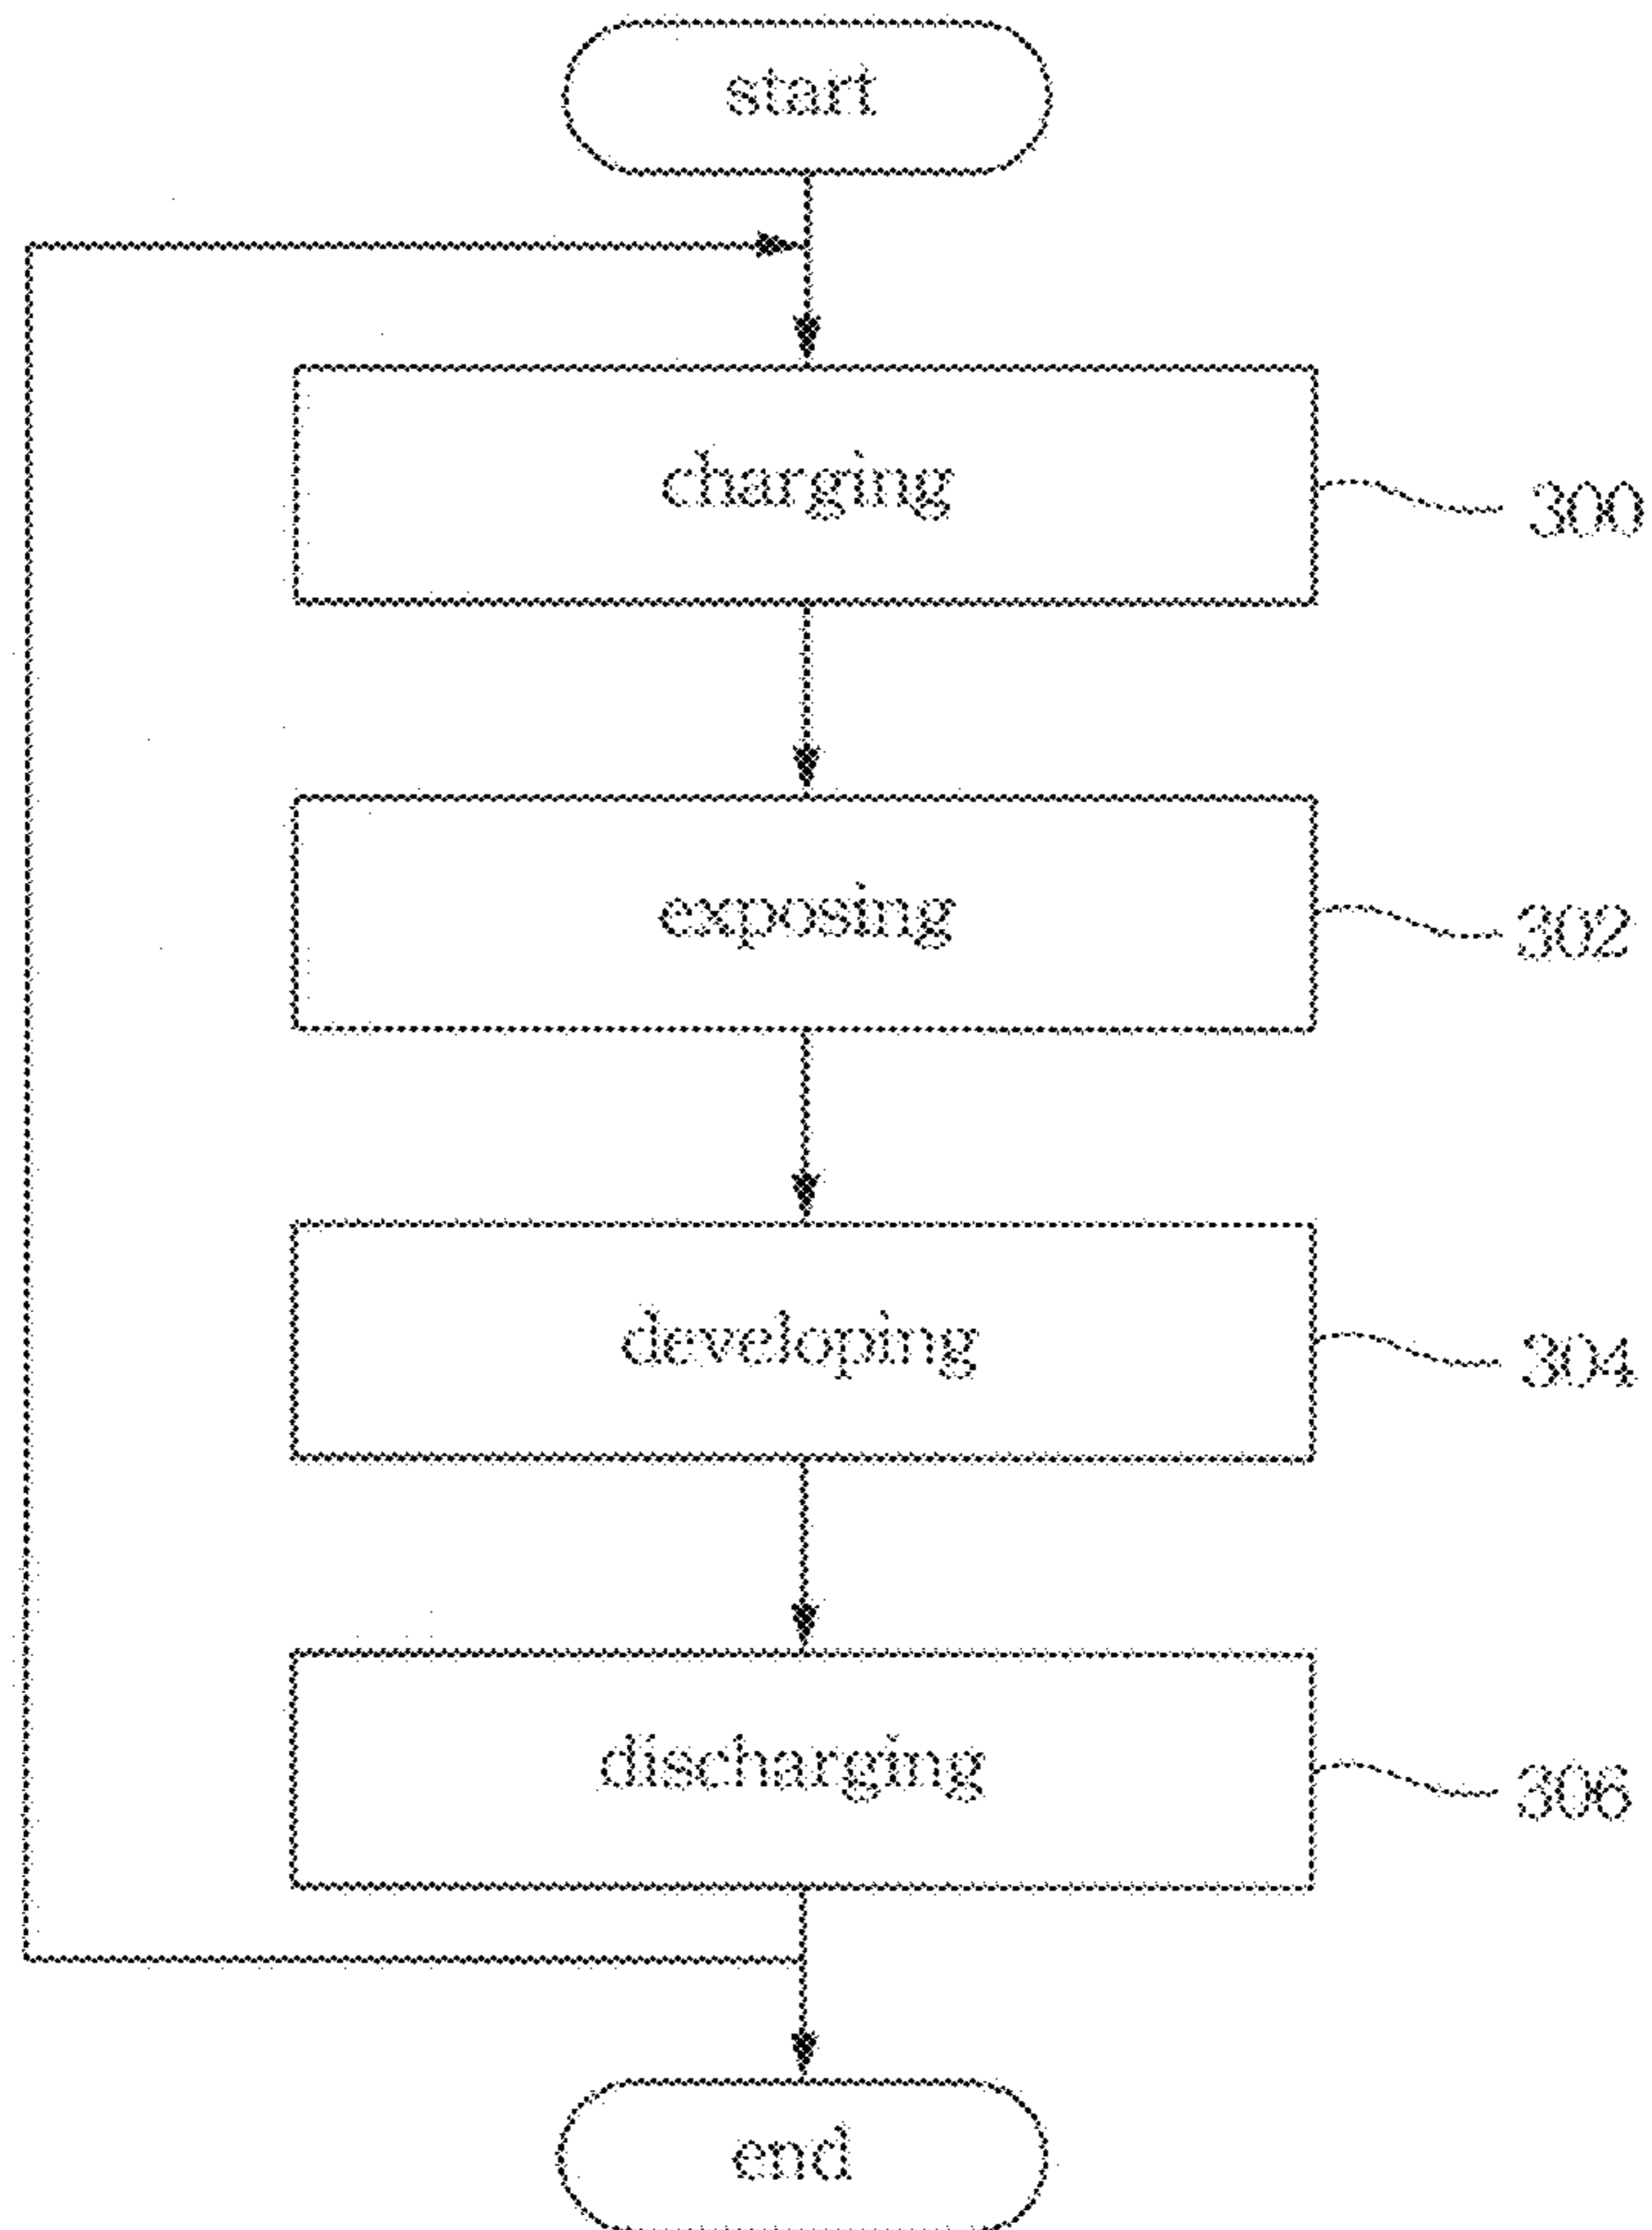 start
charging
300
exposing
302
developing
304
discharging
306
end